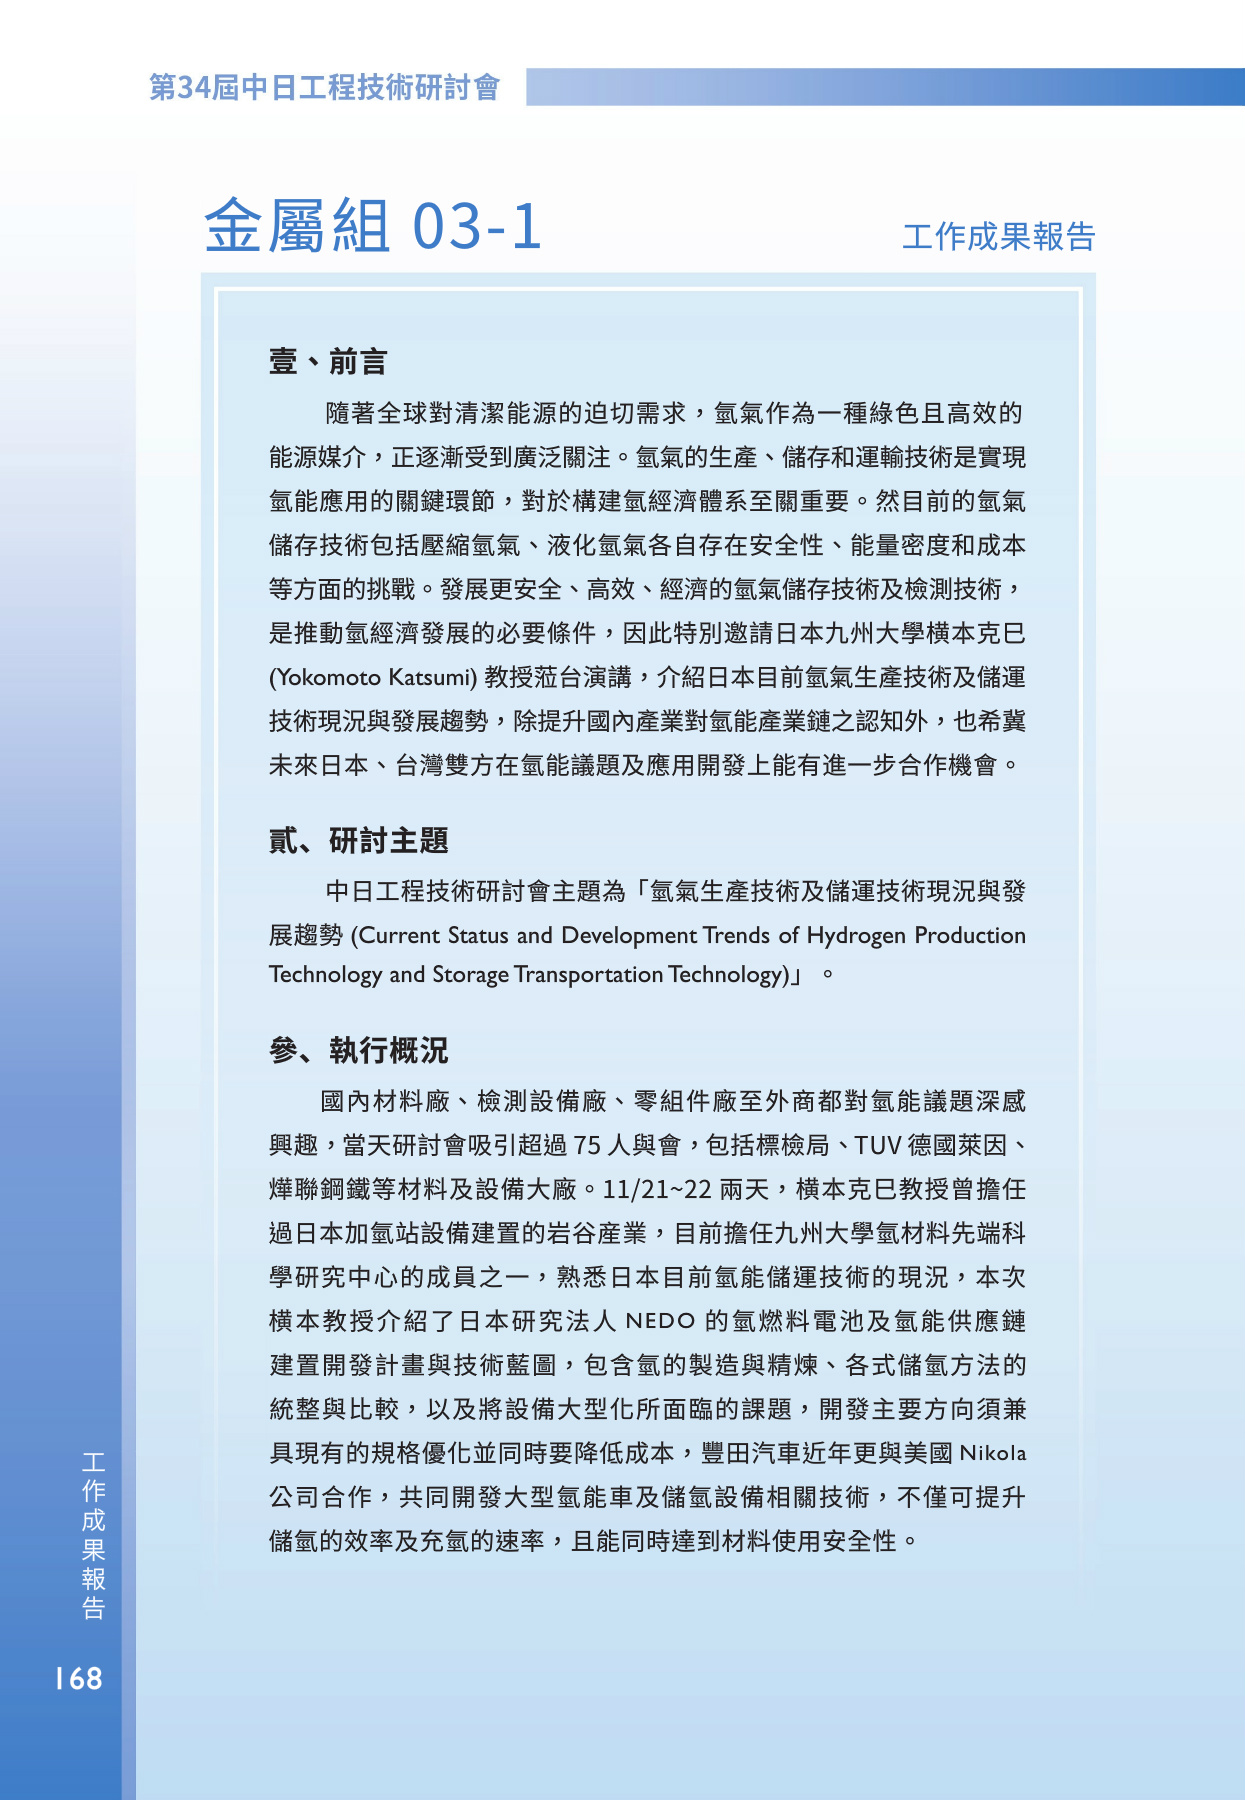 第34屆中日工程技術研討會
金屬組 03-1
工作成果報告
壹、前言
隨著全球對清潔能源的迫切需求，氫氣作為一種綠色且高效的
能源媒介，正逐漸受到廣泛關注。氫氣的生產、儲存和運輸技術是實現
氫能應用的關鍵環節，對於構建氫經濟體系至關重要。然目前的氫氣
儲存技術包括壓縮氫氣、液化氫氣各自存在安全性、能量密度和成本
等方面的挑戰。發展更安全、高效、經濟的氫氣儲存技術及檢測技術，
是推動氫經濟發展的必要條件，因此特別邀請日本九州大學橫本克巳
(Yokomoto Katsumi) 教授蒞台演講，介紹日本目前氫氣生產技術及儲運
技術現況與發展趨勢，除提升國內產業對氫能產業鏈之認知外，也希冀
未來日本、台灣雙方在氫能議題及應用開發上能有進一步合作機會。
貳、研討主題
中日工程技術研討會主題為「氫氣生產技術及儲運技術現況與發
展趨勢 (Current Status and Development Trends of Hydrogen Production
Technology and Storage Transportation Technology)」。
參、執行概況
國內材料廠、檢測設備廠、零組件廠至外商都對氫能議題深感
興趣，當天研討會吸引超過 75 人與會，包括標檢局、TUV 德國萊因、
燁聯鋼鐵等材料及設備大廠。11/21~22 兩天，橫本克巳教授曾擔任
過日本加氫站設備建置的岩谷産業，目前擔任九州大學氫材料先端科
學研究中心的成員之一，熟悉日本目前氫能儲運技術的現況，本次
橫本教授介紹了日本研究法人 NEDO 的氫燃料電池及氫能供應鏈
建置開發計畫與技術藍圖，包含氫的製造與精煉、各式儲氫方法的
統整與比較，以及將設備大型化所面臨的課題，開發主要方向須兼
具現有的規格優化並同時要降低成本，豐田汽車近年更與美國 Nikola
公司合作，共同開發大型氫能車及儲氫設備相關技術，不僅可提升
儲氫的效率及充氫的速率，且能同時達到材料使用安全性。
工作成果報告
168